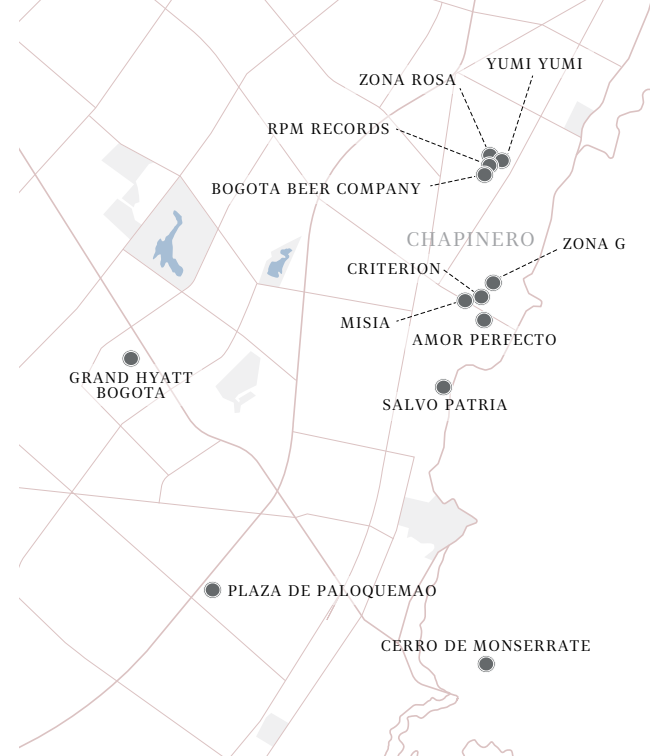 YUMI YUMI
ZONA ROSA
RPM RECORDS
BOGOTA BEER COMPANY
CHAPINERO
ZONA G
CRITERION
MISIA
AMOR PERFECTO
GRAND HYATT
BOGOTA
SALVO PATRIA
PLAZA DE PALOQUEMAO
CERRO DE MONSERRATE